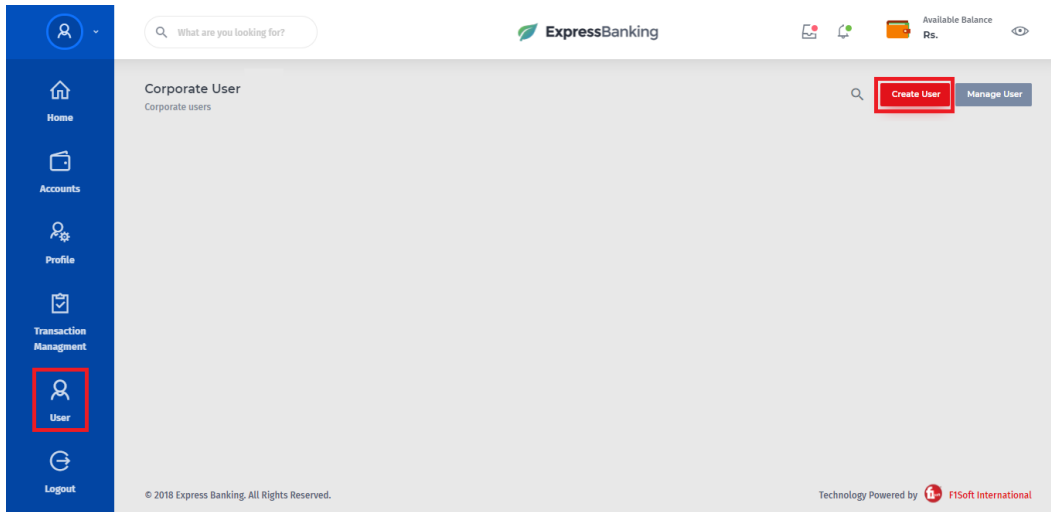 What are you looking for?
ExpressBanking
Available Balance
Rs.
Home
Accounts
Profile
Transaction
Managment
User
Logout
Corporate User
Corporate users
Create User
Manage User
© 2018 Express Banking. All Rights Reserved.
Technology Powered by F1Soft International